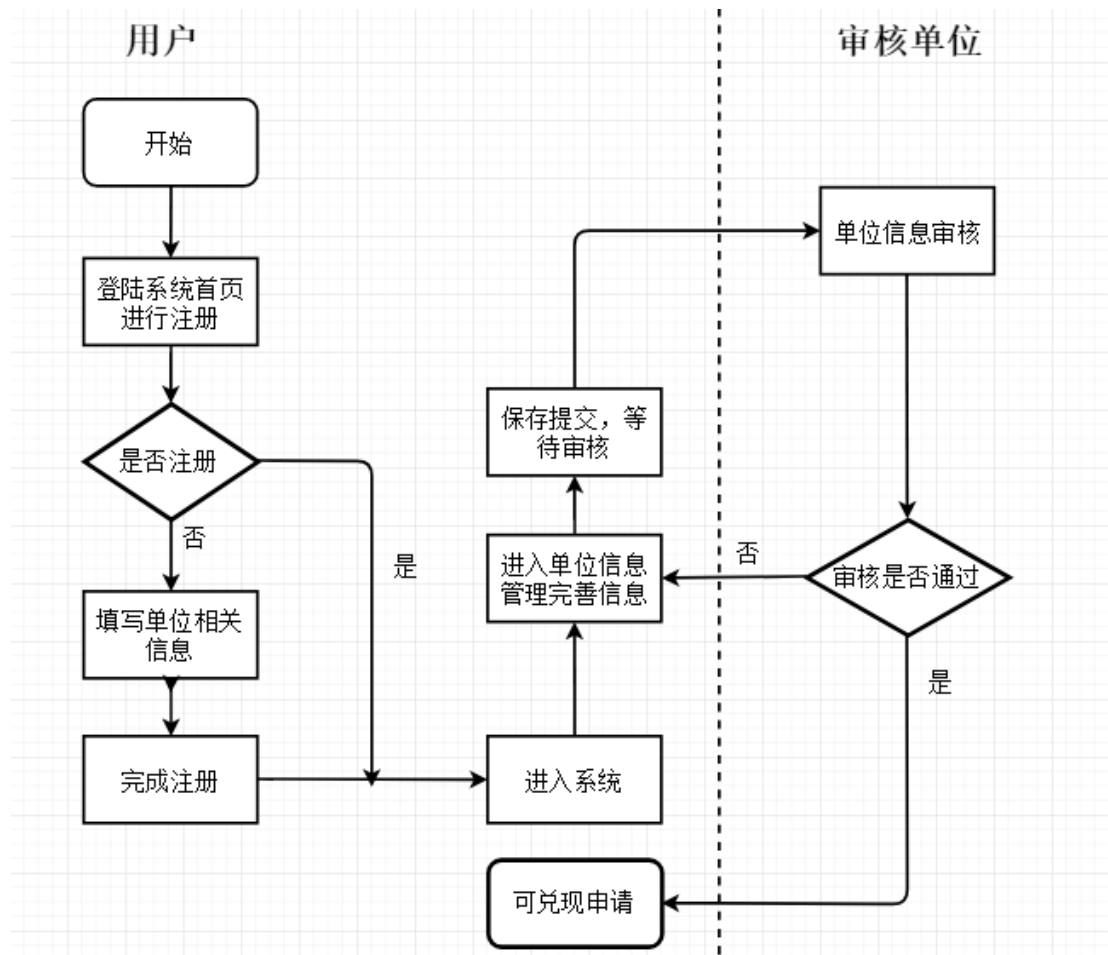 用户
审核单位
开始
登陆系统首页
进行注册
是否注册
否
是
填写单位相关
信息
完成注册
进入系统
进入单位信息
管理完善信息
保存提交，等
待审核
单位信息审核
审核是否通过
否
是
可兑现申请